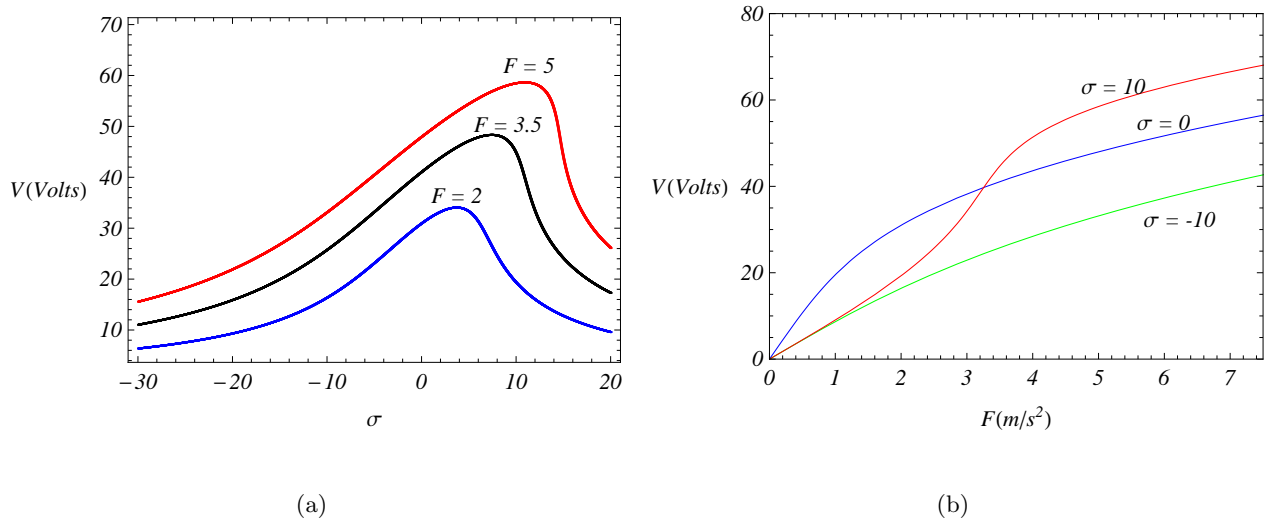 70
60
50
40
30
20
10
V(Volts)
F = 5
F = 3.5
F = 2
−30
−20
−10
0
10
20
σ
(a)
80
60
40
20
0
V(Volts)
σ = 10
σ = 0
σ = -10
0
1
2
3
4
5
6
7
F(m/s²)
(b)